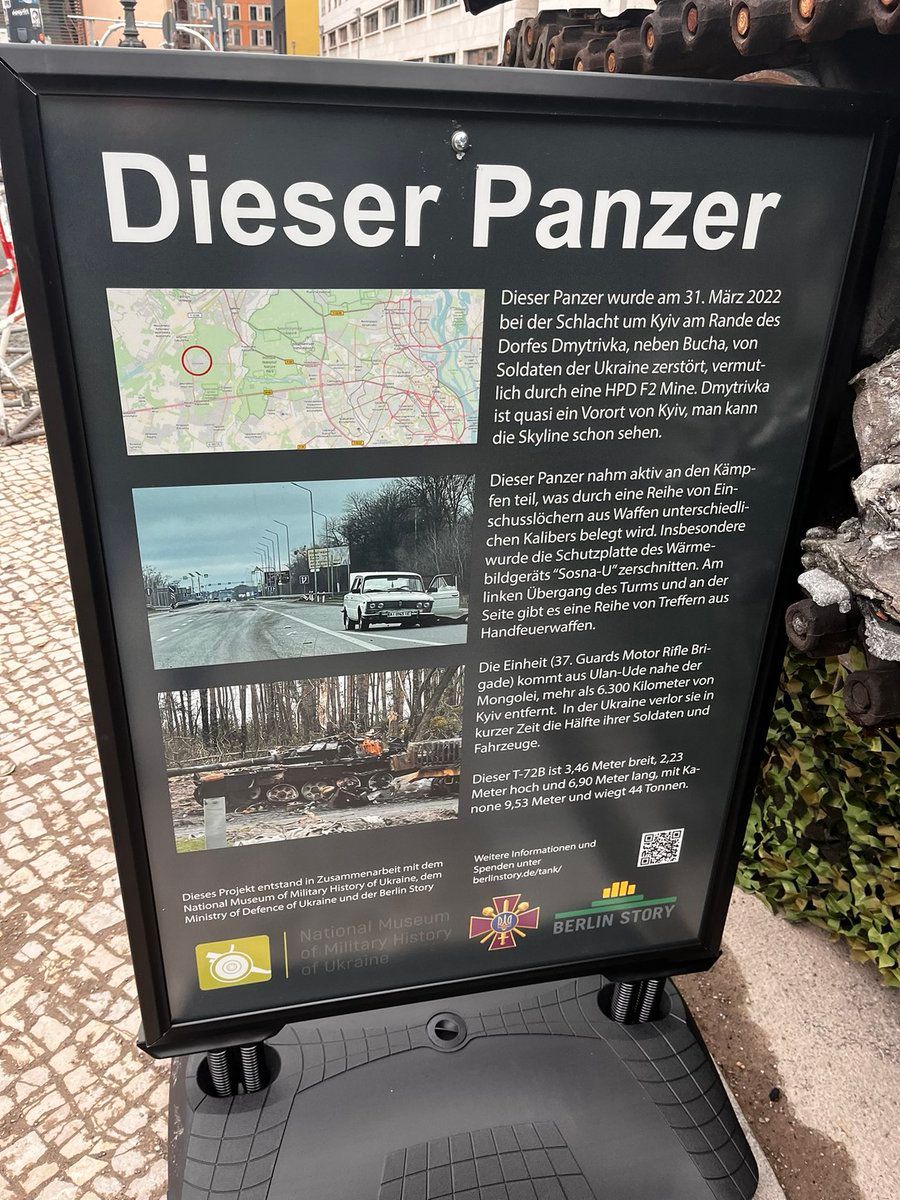 Dieser Panzer
Dieser Panzer wurde am 31. März 2022
bei der Schlacht um Kyiv am Rande des
Dorfes Dmytrivka, neben Bucha, von
Soldaten der Ukraine zerstört, vermut-
lich durch eine HPD F2 Mine. Dmytrivka
ist quasi ein Vorort von Kyiv, man kann
die Skyline schon sehen.
Dieser Panzer nahm aktiv an den Kämp-
fen teil, was durch eine Reihe von Ein-
schusslöchern aus Waffen unterschiedli-
chen Kalibers belegt wird. Insbesondere
wurde die Schutzplatte des Wärme-
bildgeräts "Sosna-U" zerschnitten. Am
linken Übergang des Turms und an der
Seite gibt es eine Reihe von Treffern aus
Handfeuerwaffen.
Die Einheit (37. Guards Motor Rifle Bri-
gade) kommt aus Ulan-Ude nahe der
Mongolei, mehr als 6.300 Kilometer von
Kyiv entfernt. In der Ukraine verlor sie in
kurzer Zeit die Hälfte ihrer Soldaten und
Fahrzeuge.
Dieser T-72B ist 3,46 Meter breit, 2,23
Meter hoch und 6,90 Meter lang, mit Ka-
none 9,53 Meter und wiegt 44 Tonnen.
Dieses Projekt entstand in Zusammenarbeit mit dem
National Museum of Military History of Ukraine, dem
Ministry of Defence of Ukraine und der Berlin Story
Weitere Informationen und
Spenden unter
berlinstory.de/tank/
National Museum
of Military History
of Ukraine
BERLIN STORY